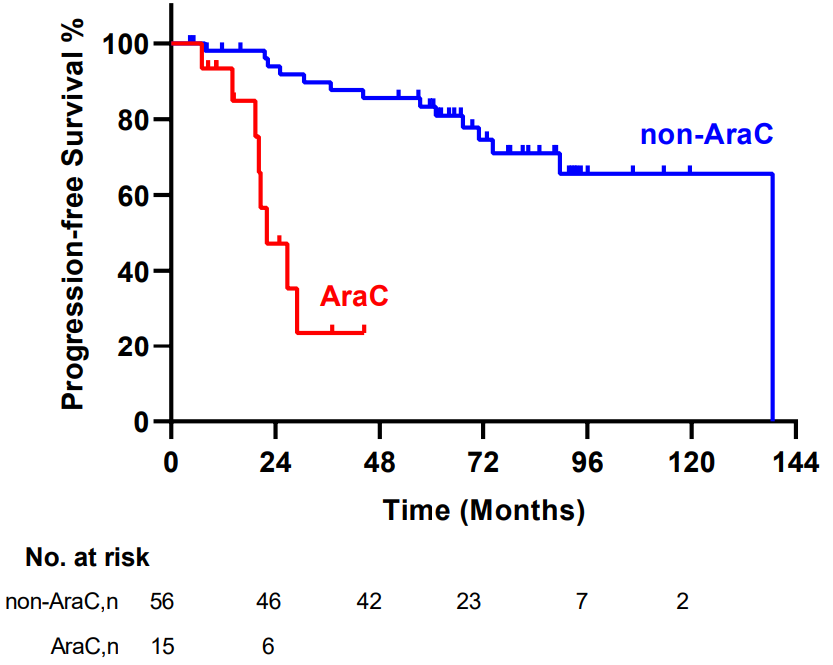 Progression-free Survival %
100
80
60
40
20
0
non-AraC
AraC
0 24 48 72 96 120 144
Time (Months)
No. at risk
non-AraC,n 56 46 42 23 7 2
AraC,n 15 6